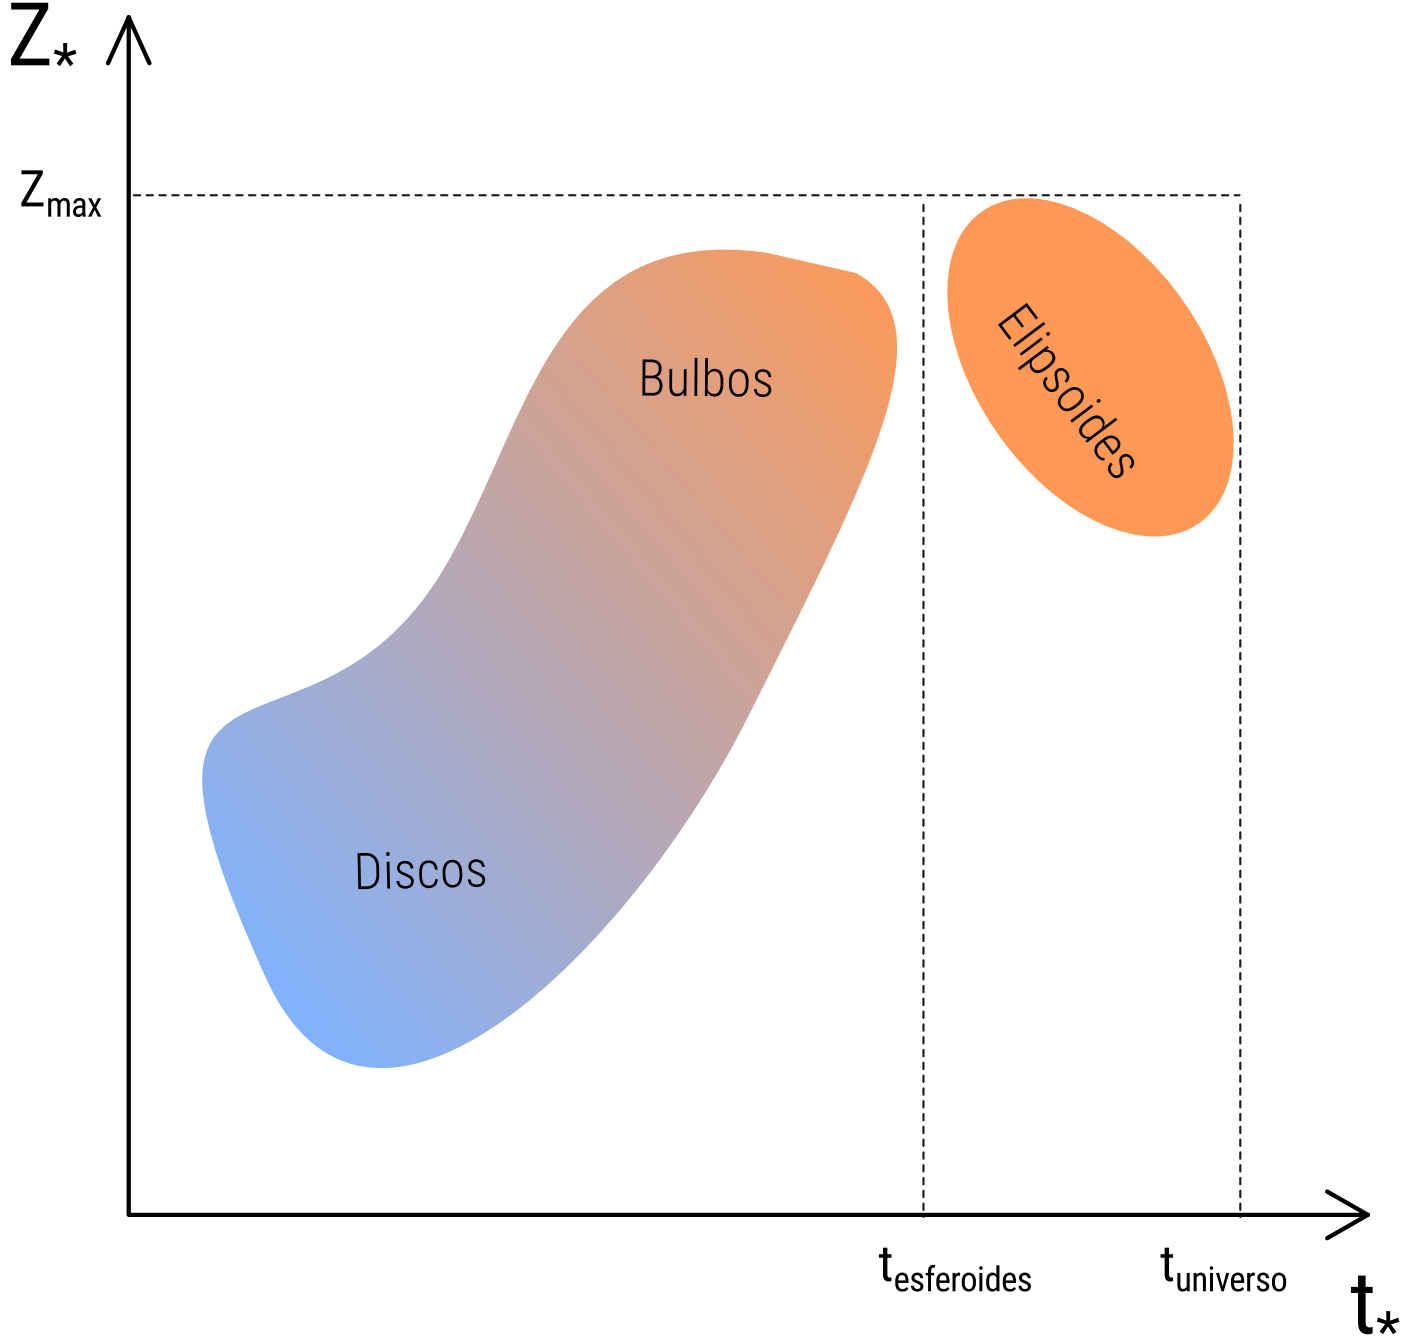 Z*
Zmax
Bulbos
Elipsoides
Discos
tesferoides
tuniverso
t*